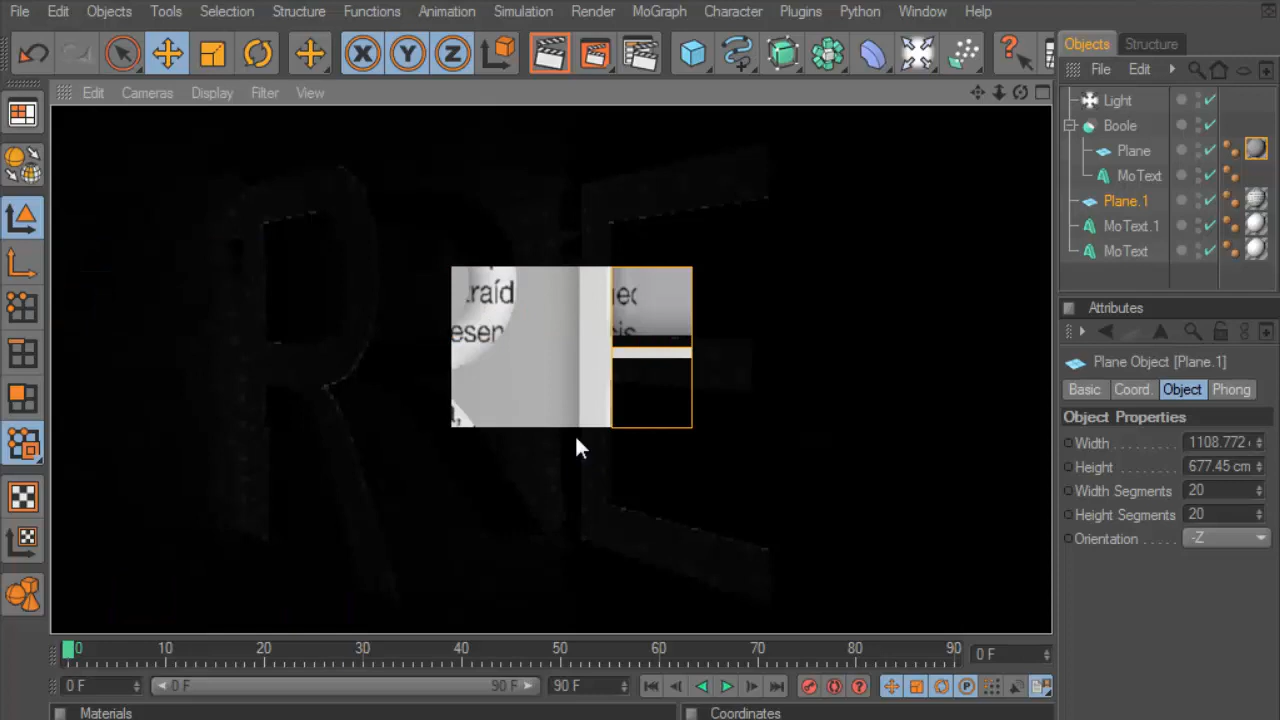 File Edit Objects Tools Selection Structure Functions Animation Simulation Render MoGraph Character Plugins Python Window Help
Objects Structure
File Edit
Edit Cameras Display Filter View
Light
Boole
Plane
MoText
Plane.1
MoText.1
MoText
R E
raíd
esen
Attributes
Plane Object [Plane.1]
Basic Coord. Object Phong
Object Properties
Width 1108.772
Height 677.45 cm
Width Segments 20
Height Segments 20
Orientation -Z
X Y Z
0 10 20 30 40 50 60 70 80 90 0 F
0 F 0 F 90 F 90 F
Materials Coordinates